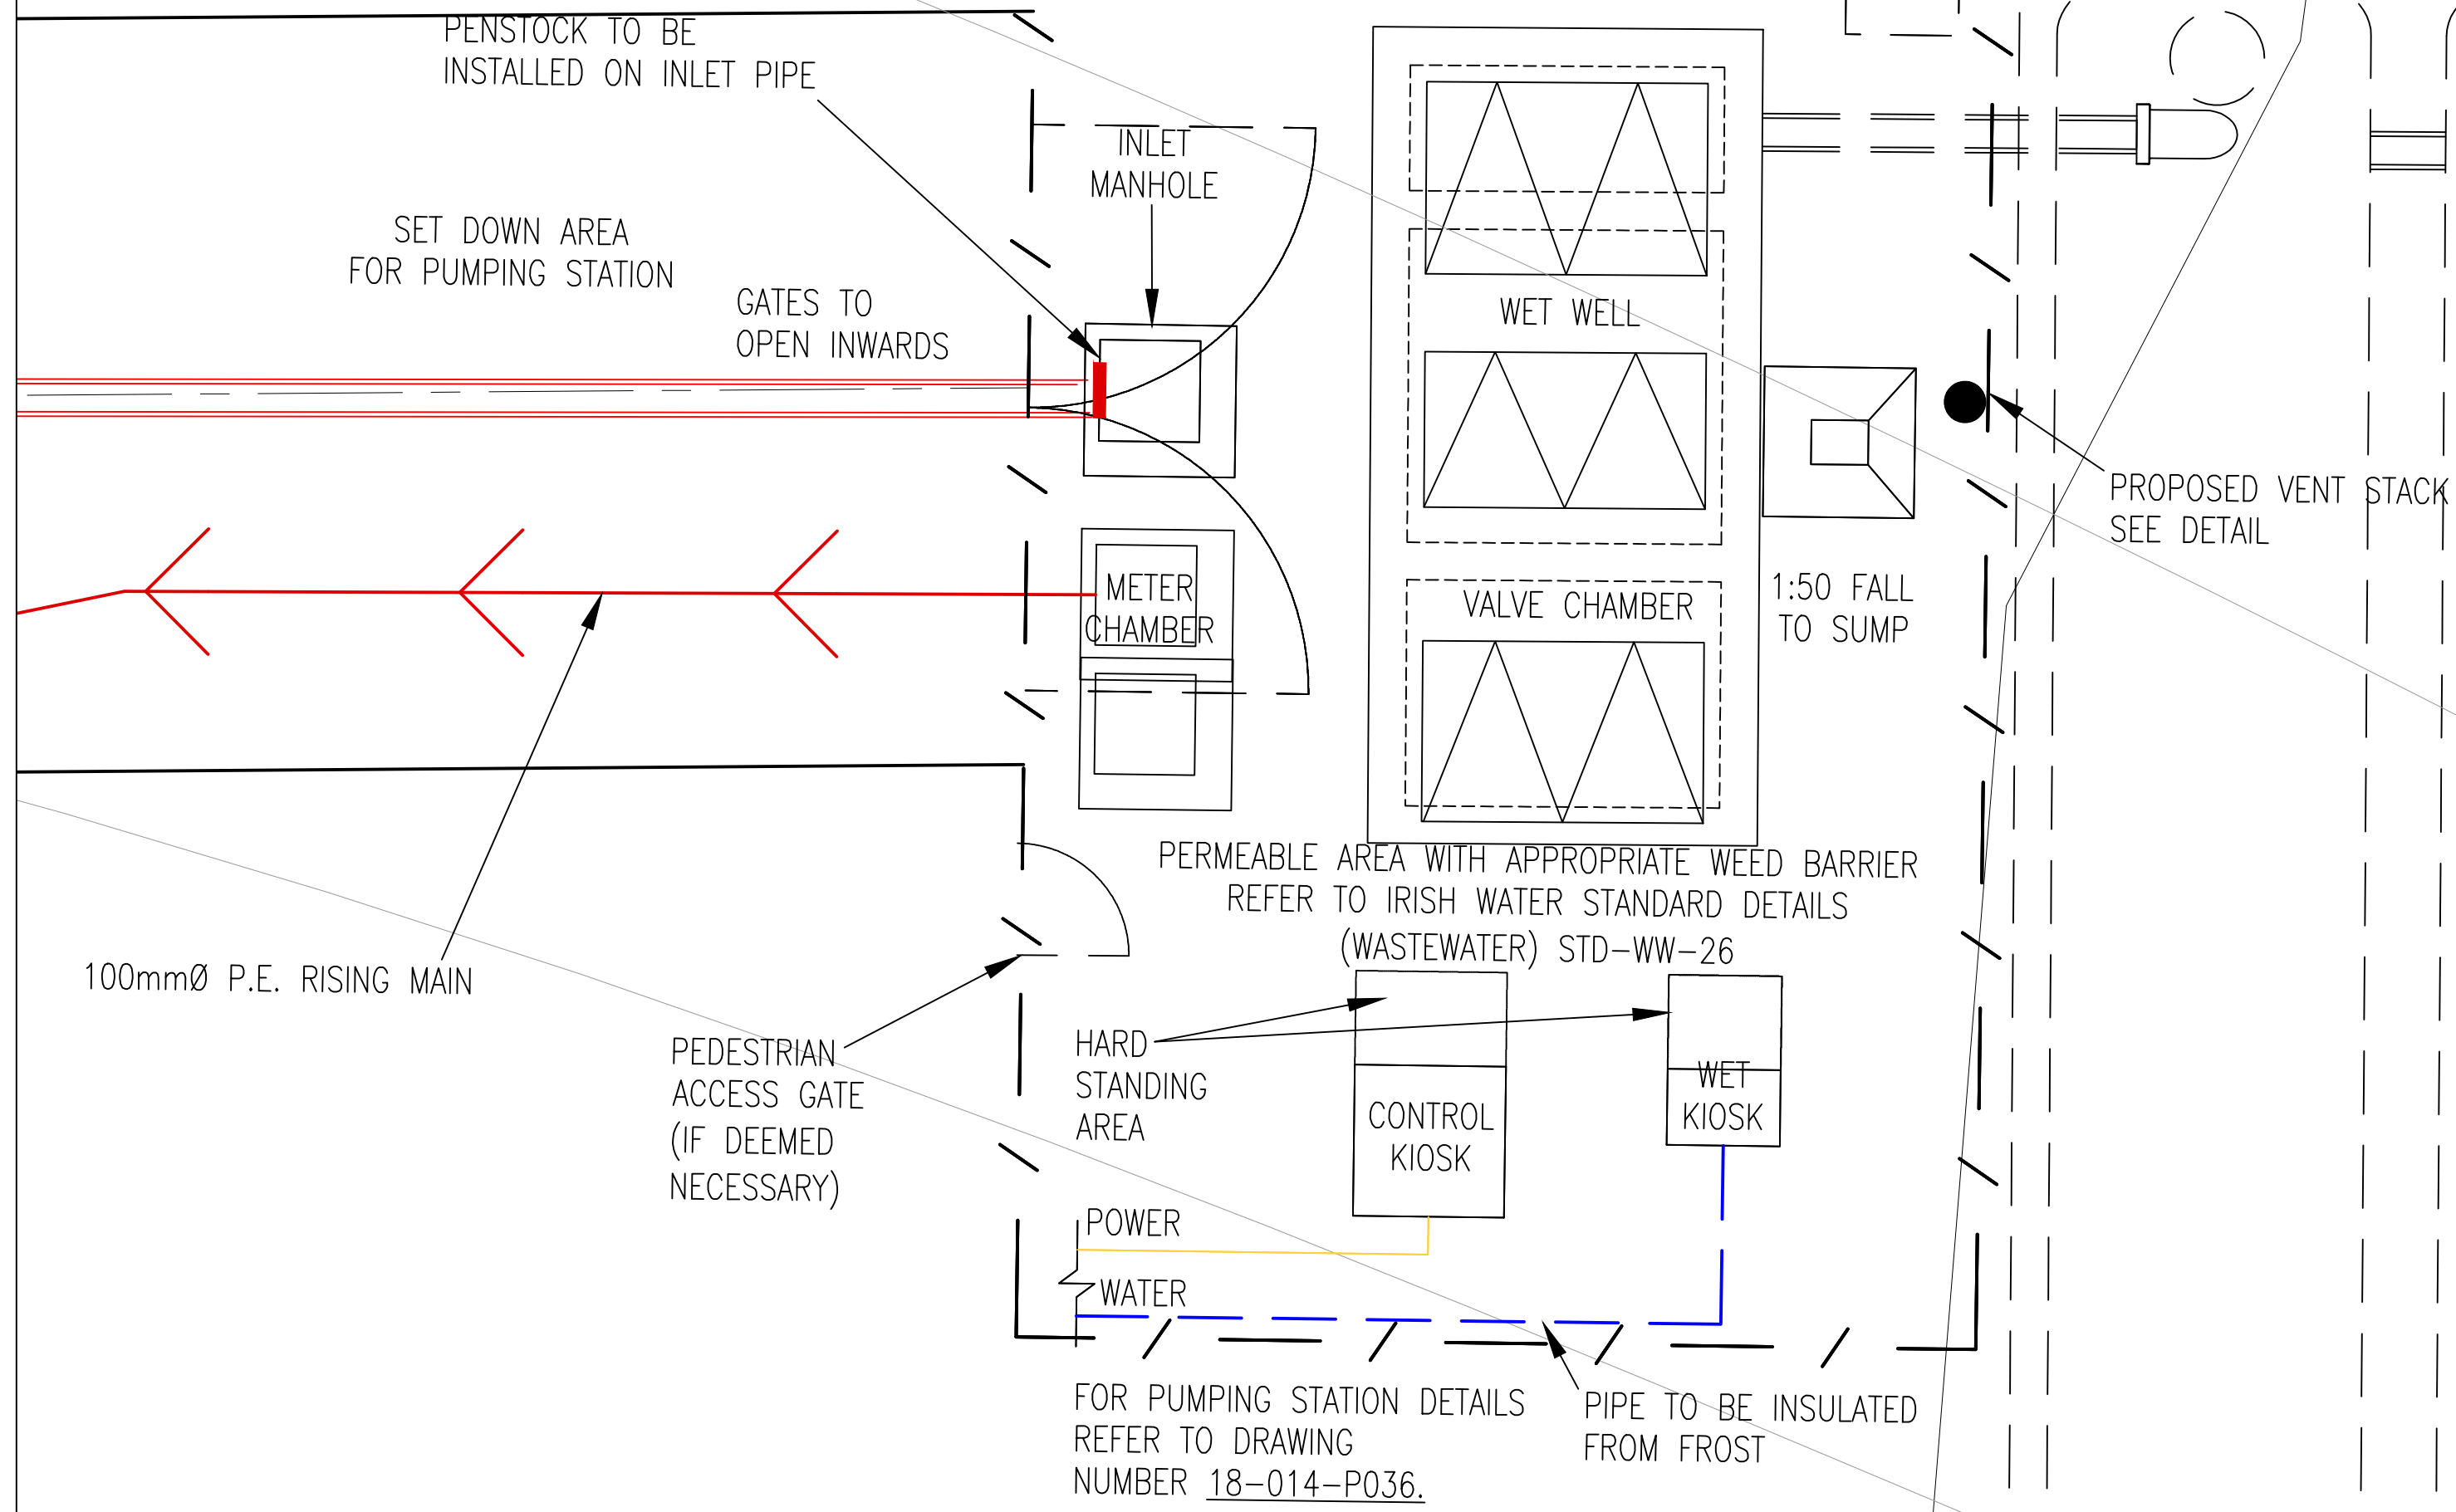 PENSTOCK TO BE
INSTALLED ON INLET PIPE
INLET
MANHOLE
SET DOWN AREA
FOR PUMPING STATION
GATES TO
OPEN INWARDS
WET WELL
PROPOSED VENT STACK
SEE DETAIL
METER
CHAMBER
VALVE CHAMBER
1:50 FALL
TO SUMP
PERMEABLE AREA WITH APPROPRIATE WEED BARRIER
REFER TO IRISH WATER STANDARD DETAILS
(WASTEWATER) STD-WW-26
100mmØ P.E. RISING MAIN
PEDESTRIAN
ACCESS GATE
(IF DEEMED
NECESSARY)
HARD
STANDING
AREA
CONTROL
KIOSK
WET
KIOSK
POWER
WATER
FOR PUMPING STATION DETAILS
REFER TO DRAWING
NUMBER 18-014-P036.
PIPE TO BE INSULATED
FROM FROST